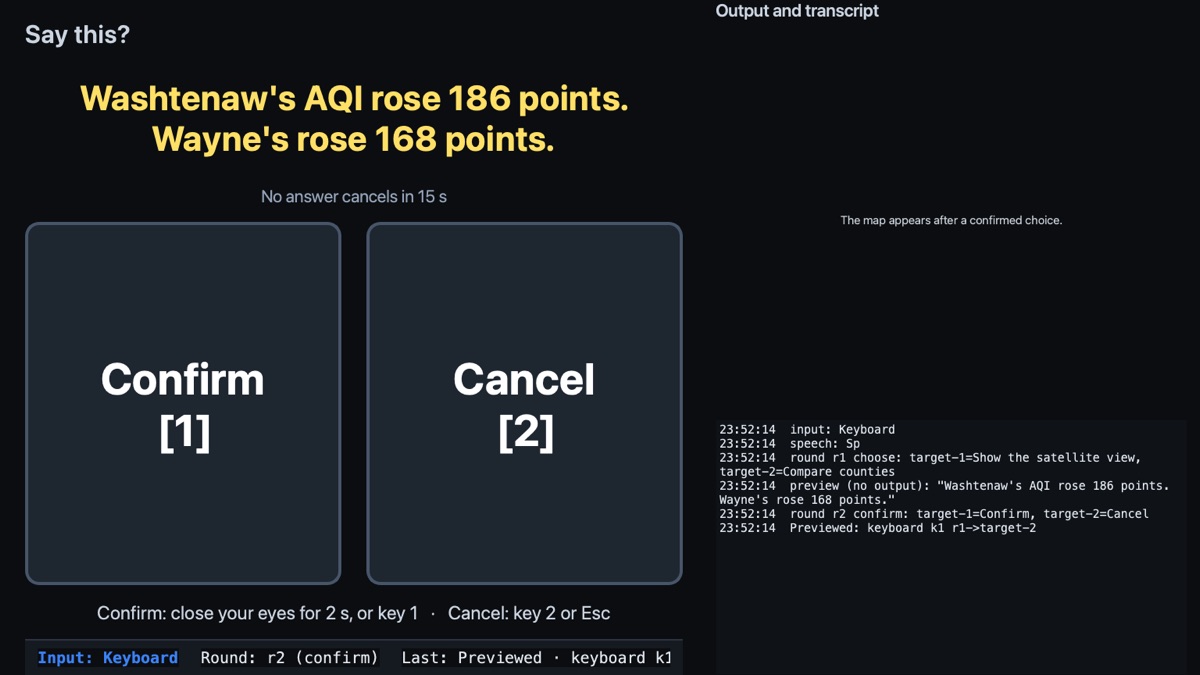 Say this?
Washtenaw's AQI rose 186 points.
Wayne's rose 168 points.
No answer cancels in 15 s
Confirm
[1]
Cancel
[2]
Confirm: close your eyes for 2 s, or key 1 · Cancel: key 2 or Esc
Input: Keyboard Round: r2 (confirm) Last: Previewed · keyboard k1
Output and transcript
The map appears after a confirmed choice.
23:52:14 input: Keyboard
23:52:14 speech: Sp
23:52:14 round r1 choose: target-1=Show the satellite view,
target-2=Compare counties
23:52:14 preview (no output): "Washtenaw's AQI rose 186 points.
Wayne's rose 168 points."
23:52:14 round r2 confirm: target-1=Confirm, target-2=Cancel
23:52:14 Previewed: keyboard k1 r1->target-2